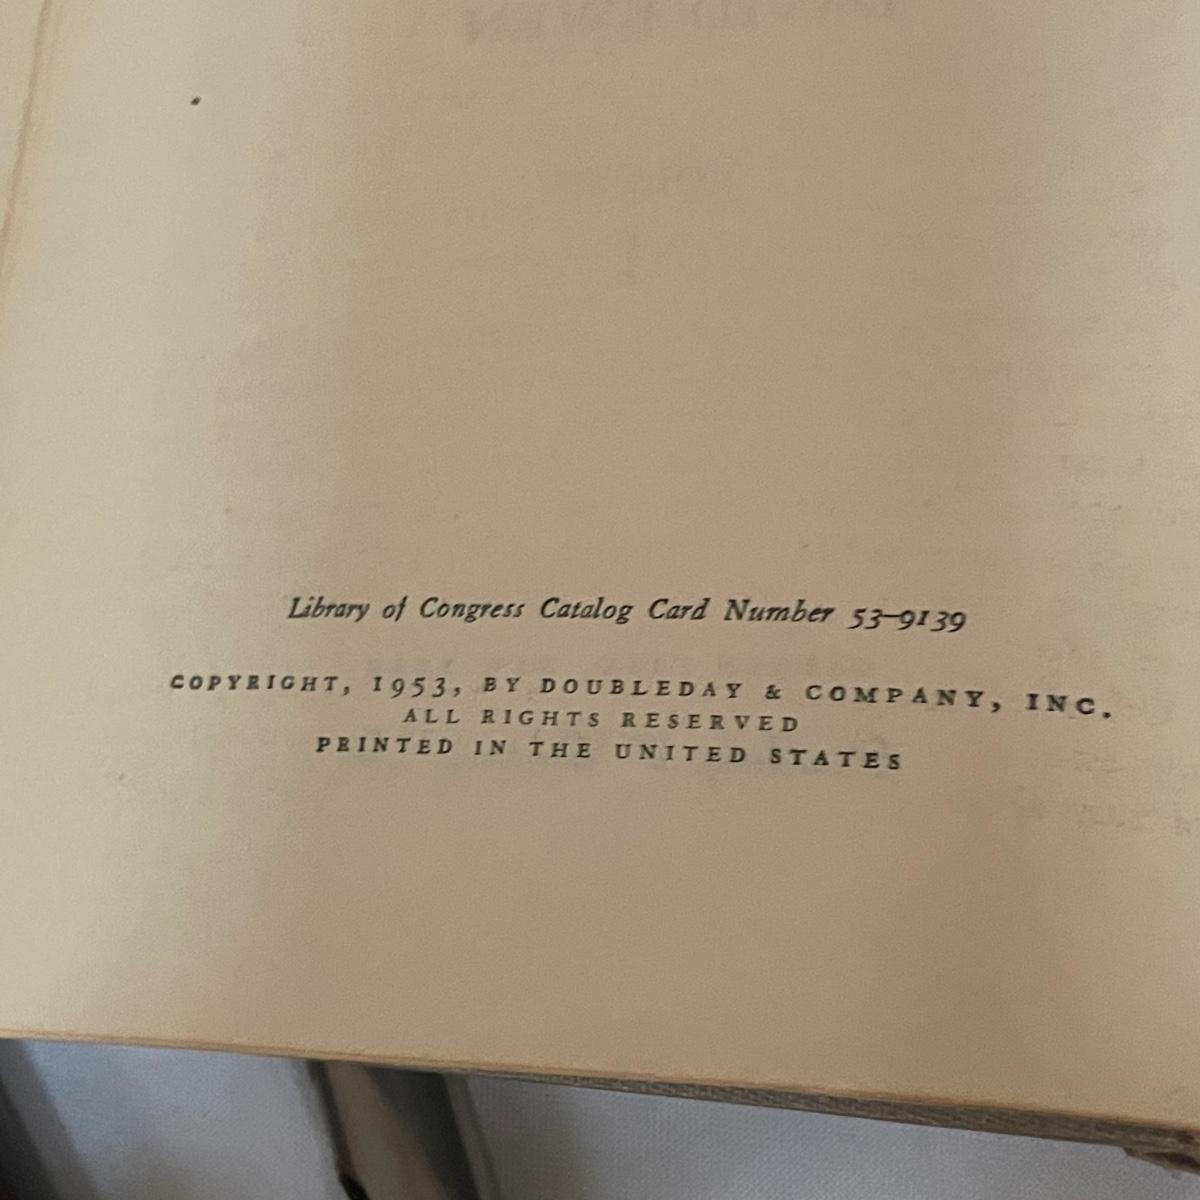 Library of Congress Catalog Card Number 53-9139
COPYRIGHT, 1953, BY DOUBLEDAY & COMPANY, INC.
ALL RIGHTS RESERVED
PRINTED IN THE UNITED STATES